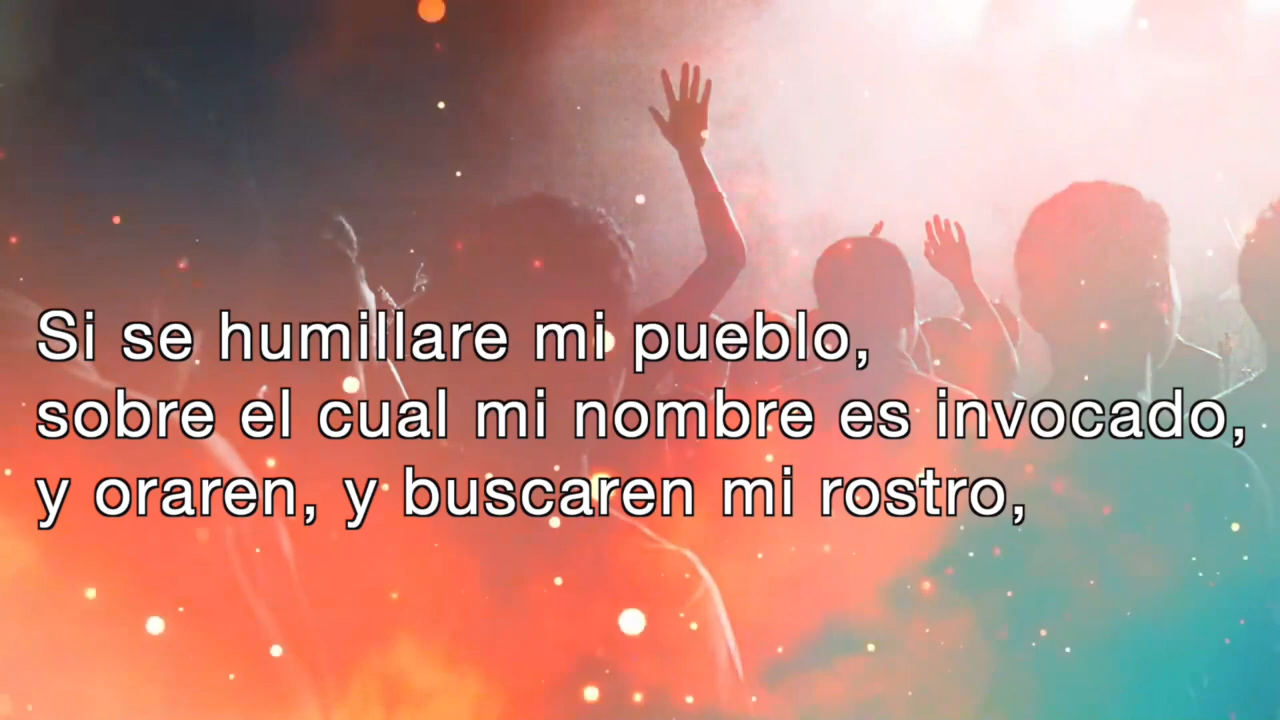 Si se humillare mi pueblo,
sobre el cual mi nombre es invocado,
y oraren, y buscaren mi rostro,